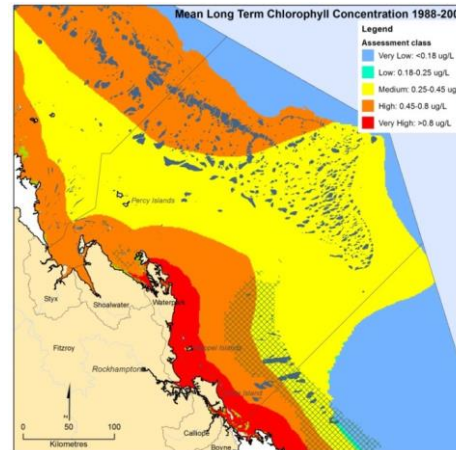 Mean Long Term Chlorophyll Concentration 1988-200
Legend
Assessment class
Very Low: <0.18 ug/L
Low: 0.18-0.25 ug/L
Medium: 0.25-0.45 ug/L
High: 0.45-0.8 ug/L
Very High: >0.8 ug/L
Percy Islands
Styx
Shoalwater
Waterpark
Fitzroy
Rockhampton
Island
Calliope
Boyne
0 50 100
Kilometres